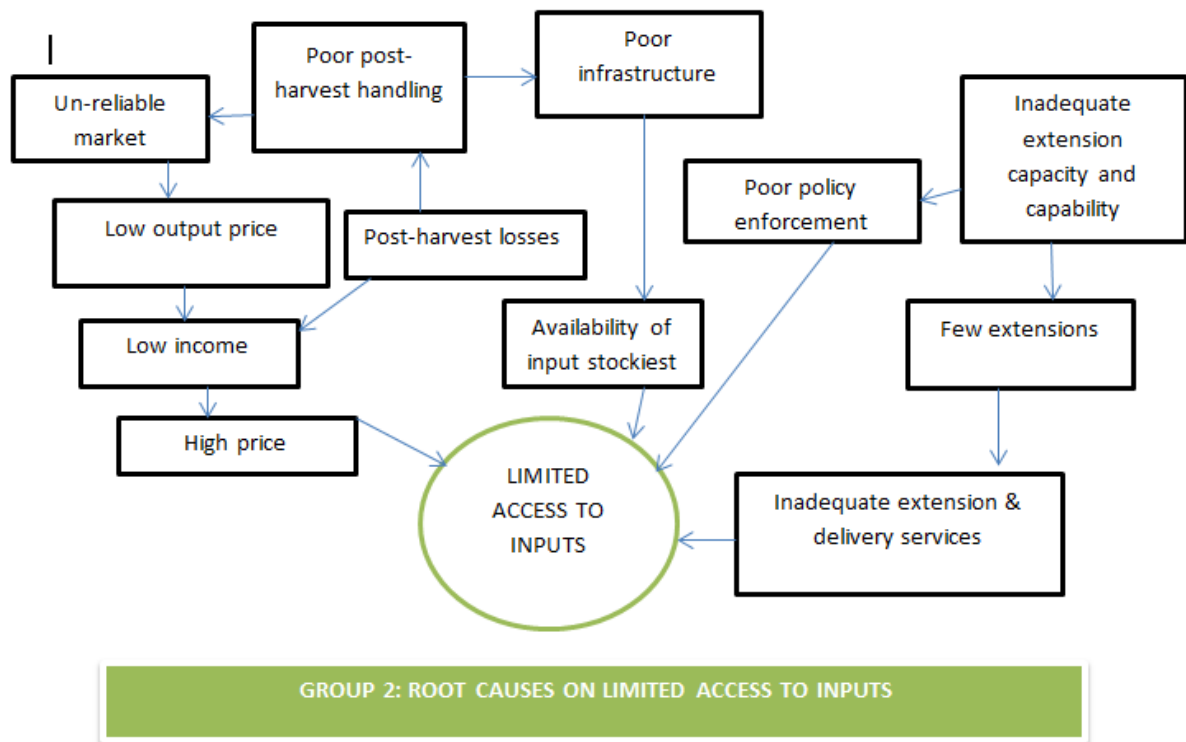 Poor post-
harvest handling
Poor
infrastructure
Un-reliable
market
Inadequate
extension
capacity and
capability
Poor policy
enforcement
Low output price
Post-harvest losses
Low income
Availability of
input stockiest
Few extensions
High price
LIMITED
ACCESS TO
INPUTS
Inadequate extension &
delivery services
GROUP 2: ROOT CAUSES ON LIMITED ACCESS TO INPUTS